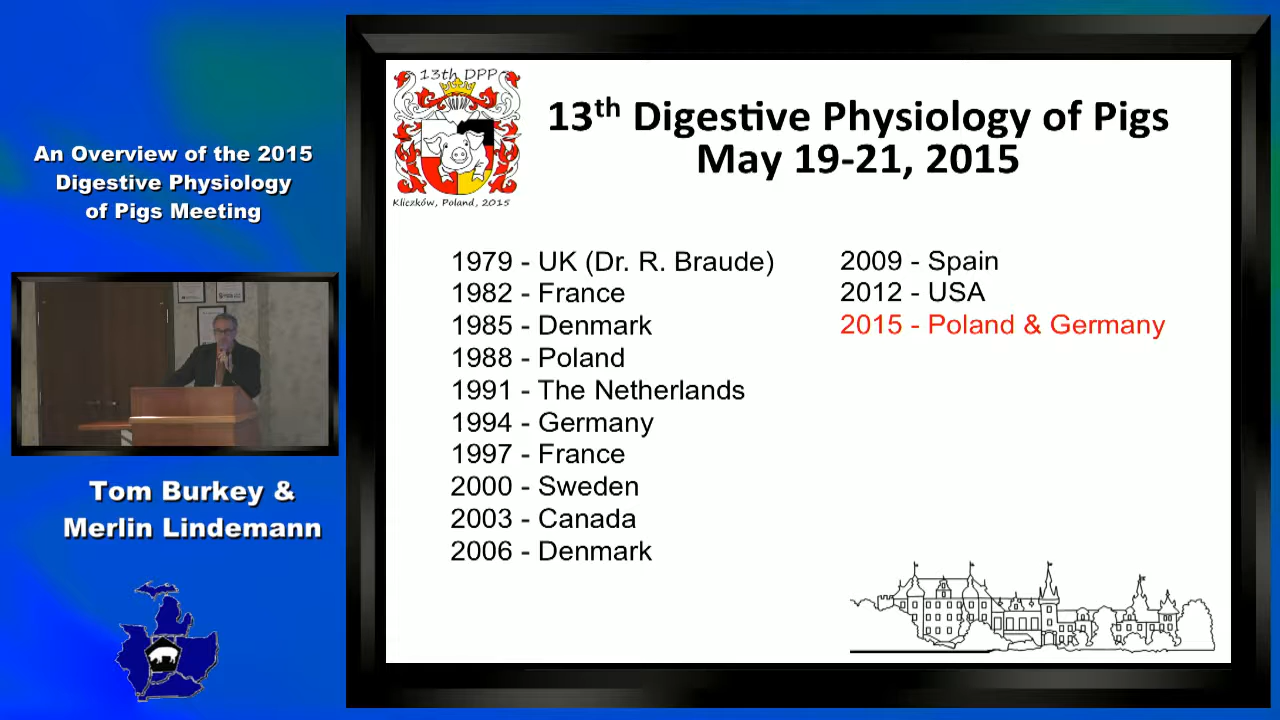 An Overview of the 2015
Digestive Physiology
of Pigs Meeting
Tom Burkey &
Merlin Lindemann
13th DPP
Kliczków, Poland, 2015
13th Digestive Physiology of Pigs
May 19-21, 2015
1979 - UK (Dr. R. Braude)
1982 - France
1985 - Denmark
1988 - Poland
1991 - The Netherlands
1994 - Germany
1997 - France
2000 - Sweden
2003 - Canada
2006 - Denmark
2009 - Spain
2012 - USA
2015 - Poland & Germany